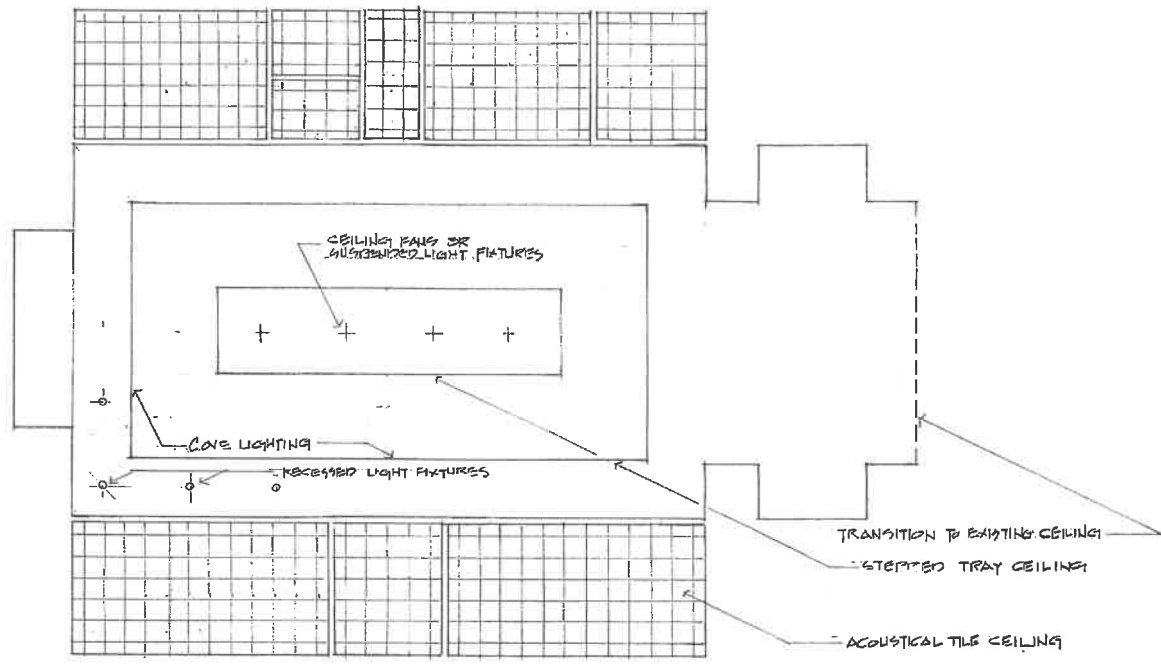 CEILING FANS OR
SUSPENDED LIGHT FIXTURES
COVE LIGHTING
RECESSED LIGHT FIXTURES
TRANSITION TO EXISTING CEILING
STEPPED TRAY CEILING
ACOUSTICAL TILE CEILING